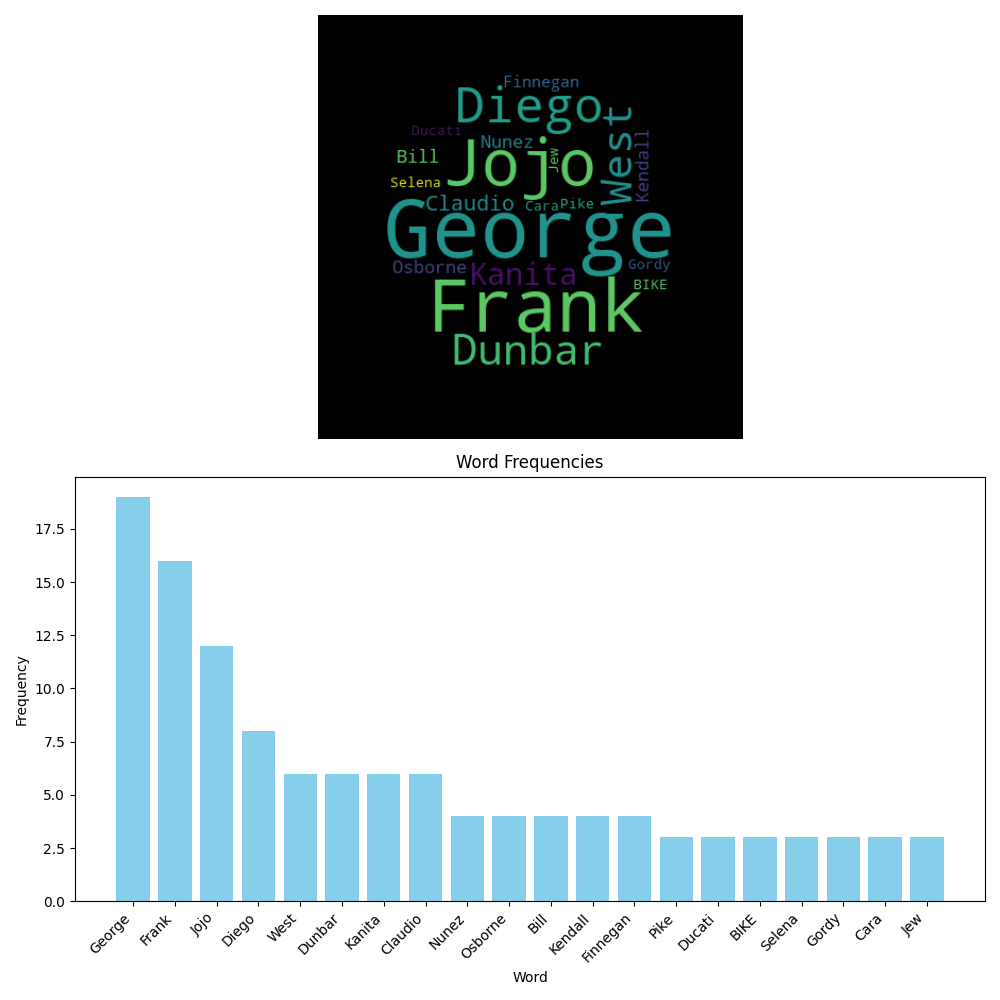 Finnegan
Diego
Ducati
West
Nunez
Kendall
Bill
Jojo
Jew
Selena
Claudio
Cara
Pike
George
Osborne
Kanita
Gordy
BIKE
Frank
Dunbar
Word Frequencies
17.5
15.0
12.5
10.0
7.5
5.0
2.5
0.0
Frequency
George Frank Jojo Diego West Dunbar Kanita Claudio Nunez Osborne Bill Kendall Finnegan Pike Ducati BIKE Selena Gordy Cara Jew
Word